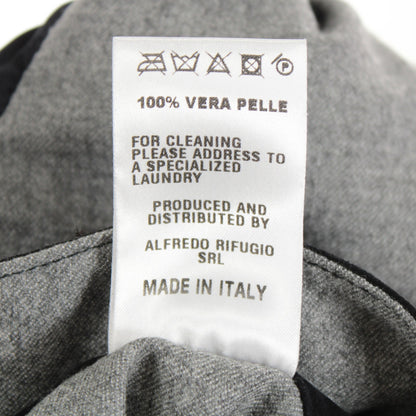 100% VERA PELLE
FOR CLEANING
PLEASE ADDRESS TO
A SPECIALIZED
LAUNDRY
PRODUCED AND
DISTRIBUTED BY
ALFREDO RIFUGIO
SRL
MADE IN ITALY